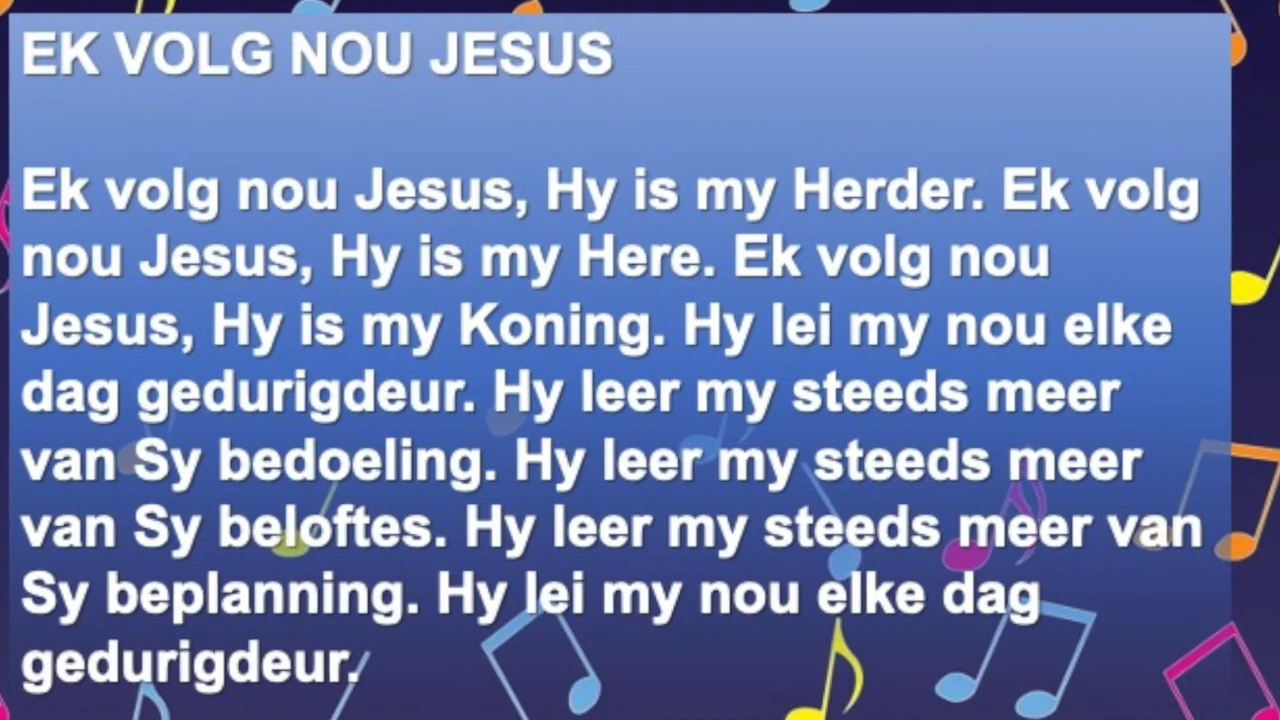 EK VOLG NOU JESUS
Ek volg nou Jesus, Hy is my Herder. Ek volg
nou Jesus, Hy is my Here. Ek volg nou
Jesus, Hy is my Koning. Hy lei my nou elke
dag gedurigdeur. Hy leer my steeds meer
van Sy bedoeling. Hy leer my steeds meer
van Sy beloftes. Hy leer my steeds meer van
Sy beplanning. Hy lei my nou elke dag
gedurigdeur.